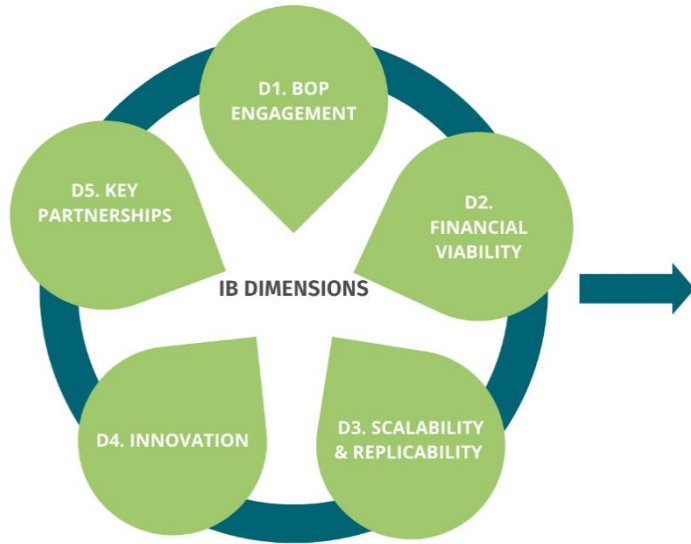 D1. BOP
ENGAGEMENT
D2.
FINANCIAL
VIABILITY
D3. SCALABILITY
& REPLICABILITY
D4. INNOVATION
D5. KEY
PARTNERSHIPS
IB DIMENSIONS